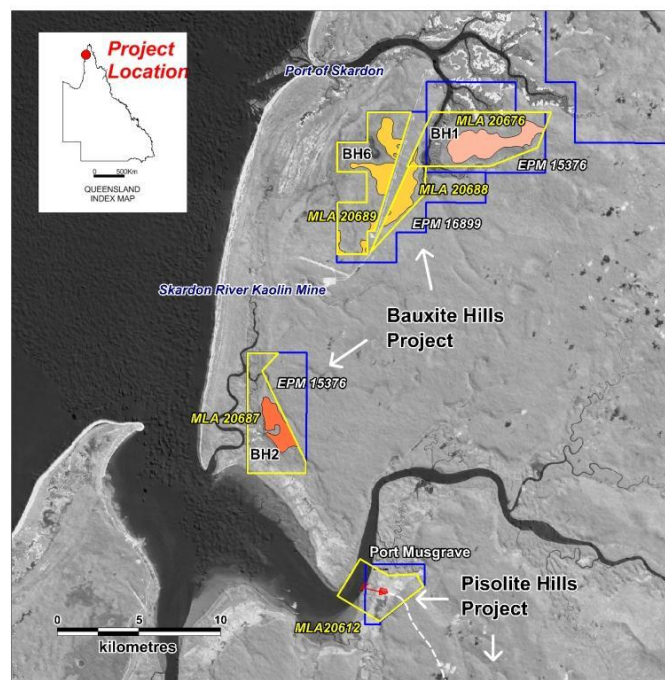 Project
Location
0 500Km
QUEENSLAND
INDEX MAP
Port of Skardon
MLA 20676
BH1
BH6
EPM 15376
MLA 20688
MLA 20689
EPM 16899
Skardon River Kaolin Mine
Bauxite Hills
Project
EPM 15376
MLA 20687
BH2
Port Musgrave
Pisolite Hills
Project
MLA20612
0 5 10
kilometres